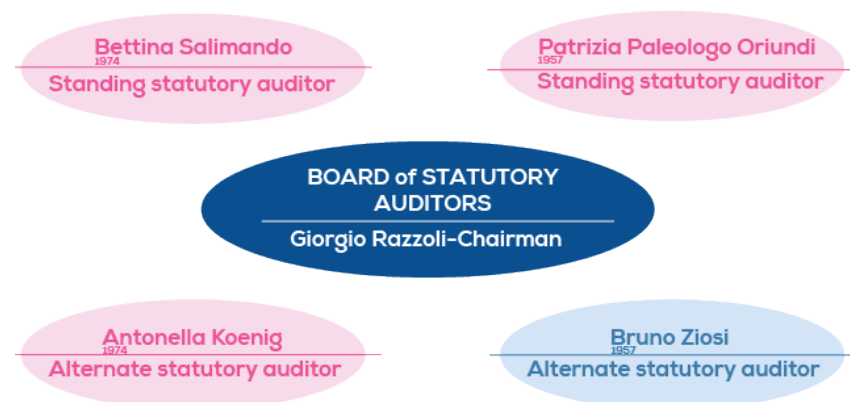 Bettina Salimando
1974
Standing statutory auditor
Patrizia Paleologo Oriundi
1957
Standing statutory auditor
BOARD of STATUTORY
AUDITORS
Giorgio Razzoli-Chairman
Antonella Koenig
1974
Alternate statutory auditor
Bruno Ziosi
1957
Alternate statutory auditor